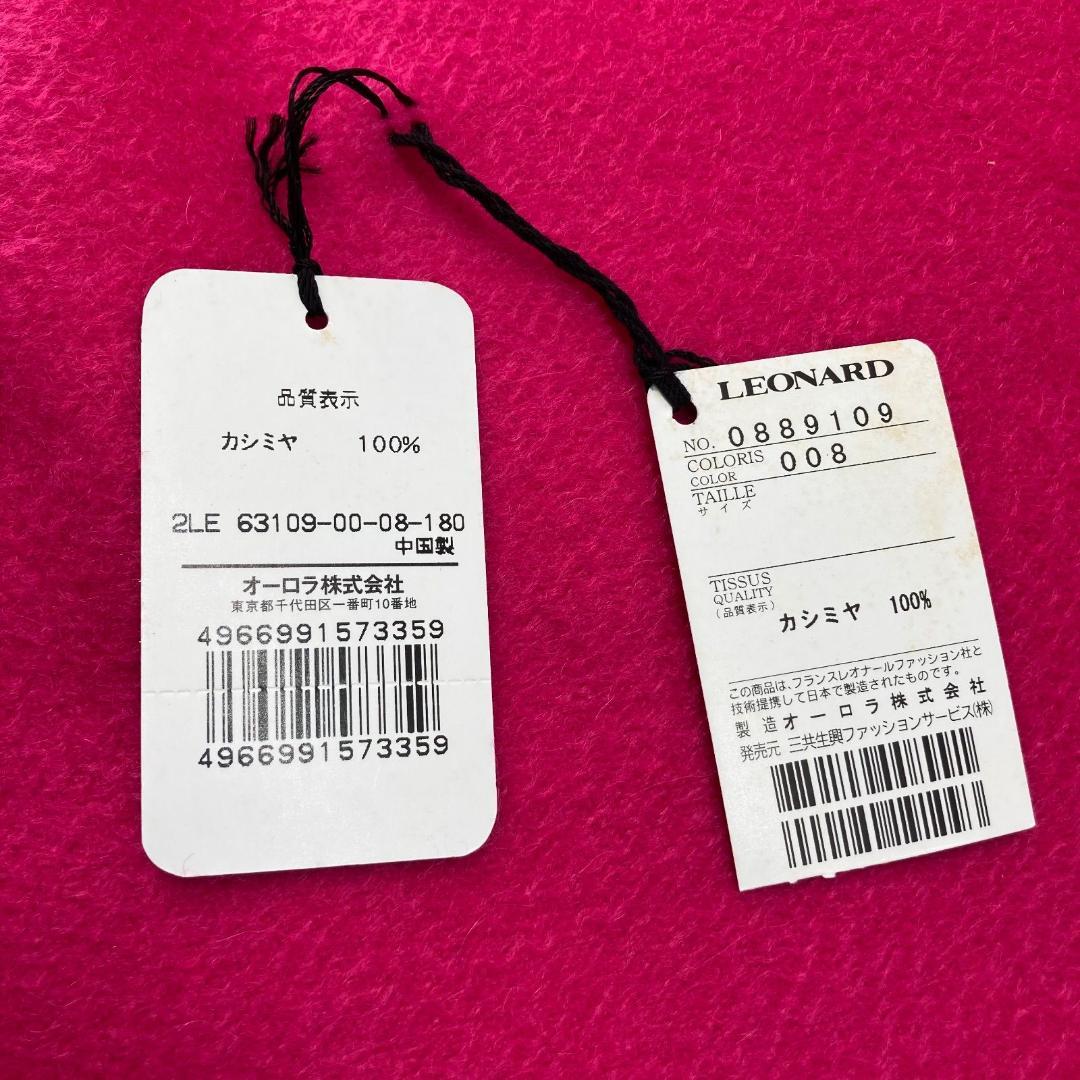 品質表示
カシミヤ 100%
2LE 63109-00-08-180
中国製
オーロラ株式会社
東京都千代田区一番町10番地
4966991573359
4966991573359
LEONARD
NO. 0889109
COLORIS 008
COLOR
TAILLE
サイズ
TISSUS
QUALITY
(品質表示)
カシミヤ 100%
この商品は、フランスレオナールファッション社と
技術提携して日本で製造されたものです。
製造オーロラ株式会社
発売元 三共生興ファッションサービス(株)